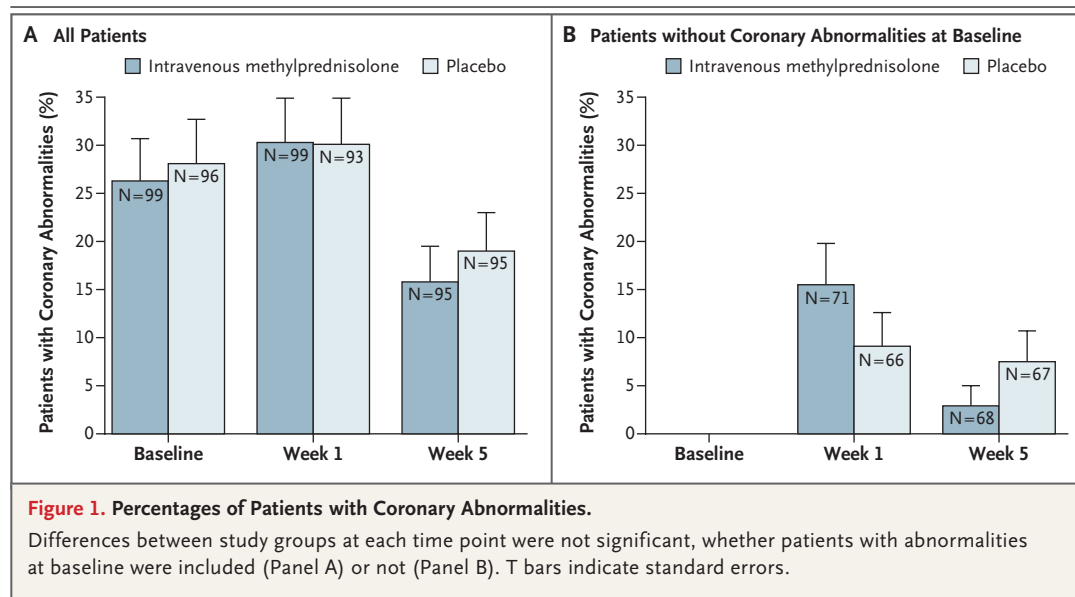 A All Patients
Intravenous methylprednisolone Placebo
Patients with Coronary Abnormalities (%)
35
30
25
20
15
10
5
0
N=99
N=96
N=99
N=93
N=95
N=95
Baseline Week 1 Week 5
B Patients without Coronary Abnormalities at Baseline
Intravenous methylprednisolone Placebo
Patients with Coronary Abnormalities (%)
35
30
25
20
15
10
5
0
N=71
N=66
N=68
N=67
Baseline Week 1 Week 5
Figure 1. Percentages of Patients with Coronary Abnormalities.
Differences between study groups at each time point were not significant, whether patients with abnormalities
at baseline were included (Panel A) or not (Panel B). T bars indicate standard errors.